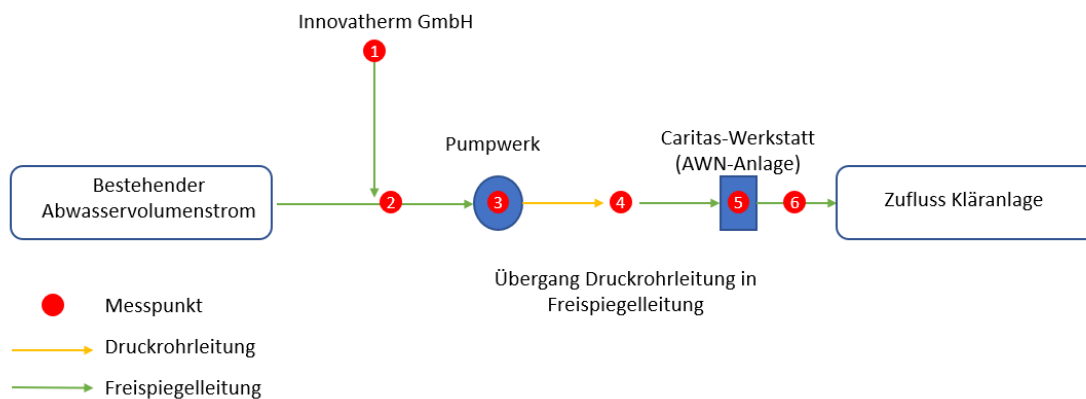 Innovatherm GmbH
1
Pumpwerk
Caritas-Werkstatt
(AWN-Anlage)
Bestehender
Abwasservolumenstrom
2
3
4
5
6
Zufluss Kläranlage
Übergang Druckrohrleitung in
Freispiegelleitung
Messpunkt
Druckrohrleitung
Freispiegelleitung